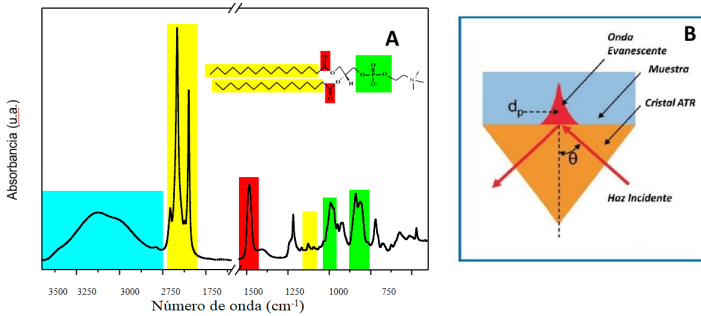 A
Absorbancia (u.a.)
O
O
O
O
H
O
P
O
O
O-
N
+
3500 3250 3000 2750 1750 1500 1250 1000 750
Número de onda (cm-1)
B
Onda
Evanescente
Muestra
Cristal ATR
dp
θ
Haz Incidente